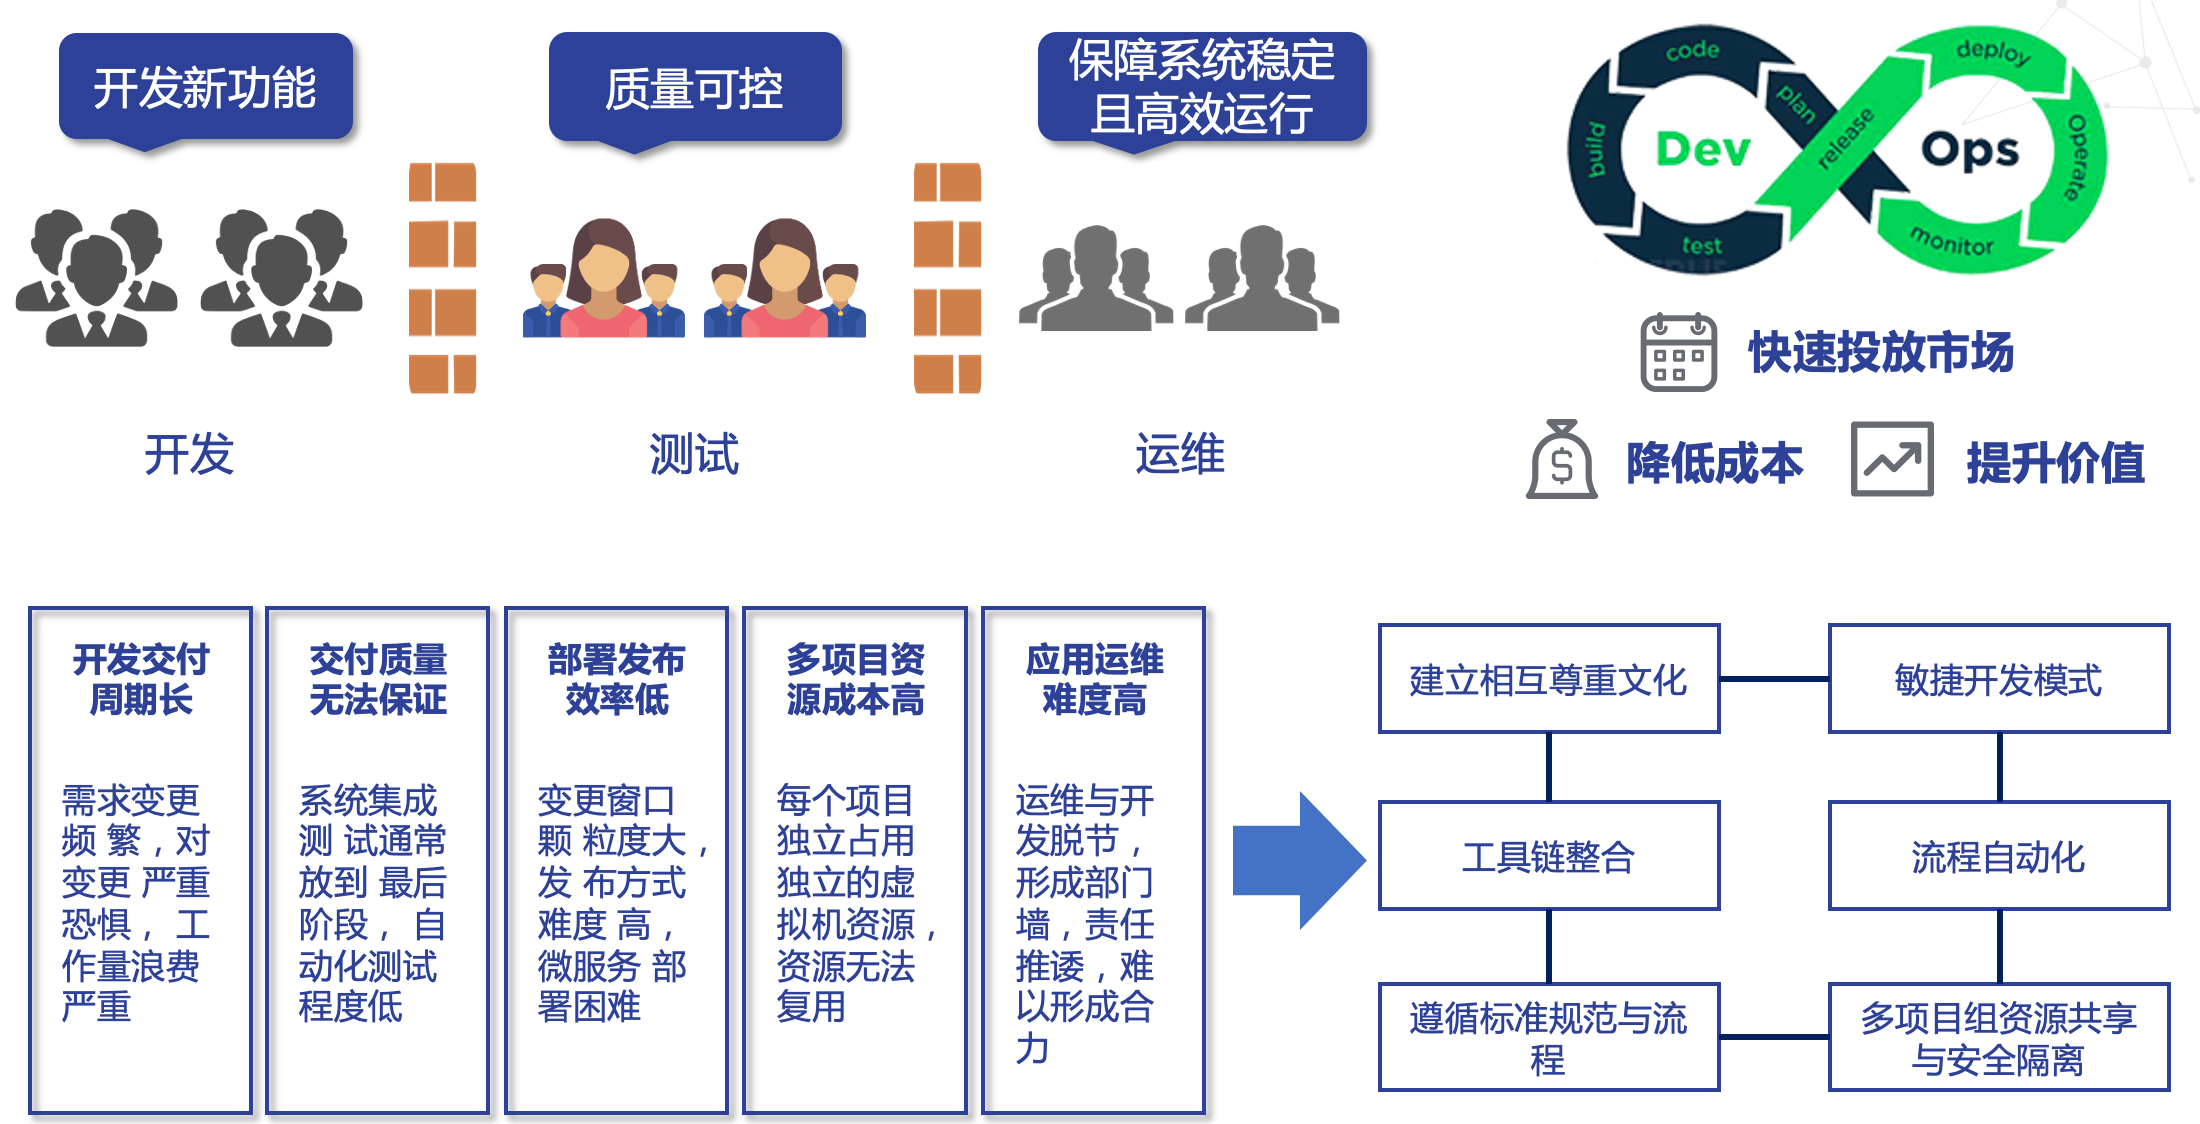 开发新功能
质量可控
保障系统稳定
且高效运行
开发
测试
运维
code
plan
build
Dev
test
release
deploy
Ops
Operate
monitor
快速投放市场
降低成本
提升价值
开发交付
周期长
需求变更
频 繁，对
变更 严重
恐惧， 工
作量浪费
严重
交付质量
无法保证
系统集成
测 试通常
放到 最后
阶段， 自
动化测试
程度低
部署发布
效率低
变更窗口
颗 粒度大，
发 布方式
难度 高，
微服务 部
署困难
多项目资
源成本高
每个项目
独立占用
独立的虚
拟机资源，
资源无法
复用
应用运维
难度高
运维与开
发脱节，
形成部门
墙，责任
推诿，难
以形成合
力
建立相互尊重文化
敏捷开发模式
工具链整合
流程自动化
遵循标准规范与流
程
多项目组资源共享
与安全隔离